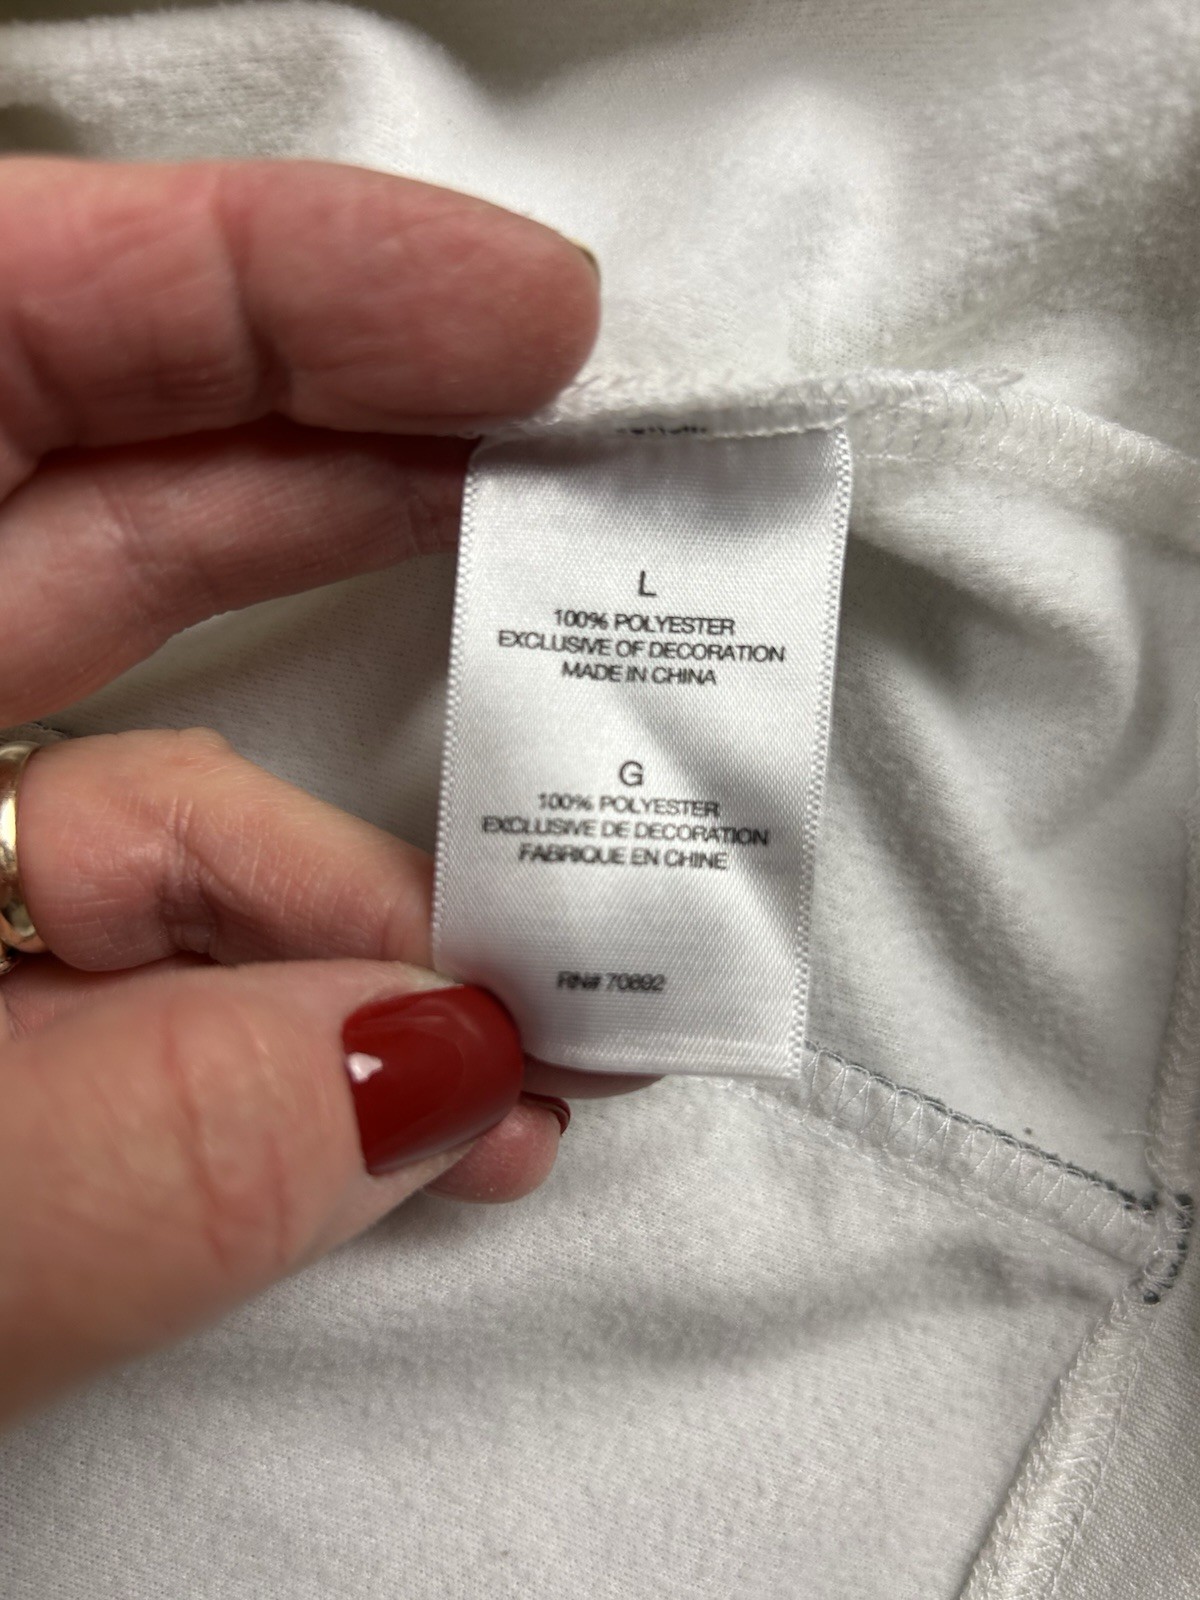 L
100% POLYESTER
EXCLUSIVE OF DECORATION
MADE IN CHINA
G
100% POLYESTER
EXCLUSIVE DE DECORATION
FABRIQUE EN CHINE
RN# 70892